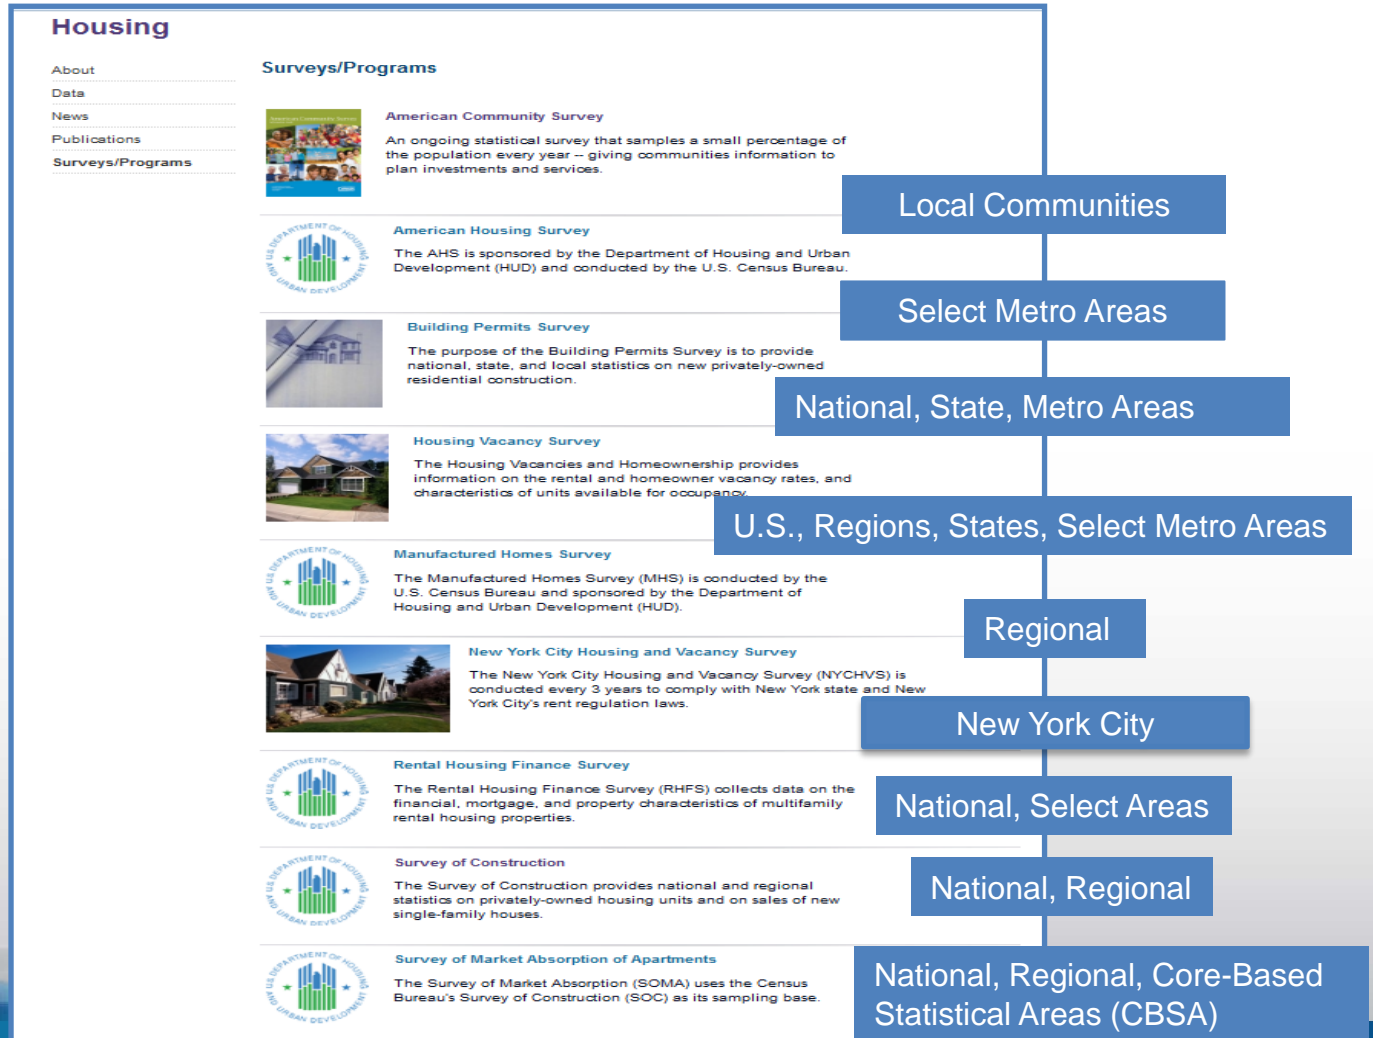 Housing
About
Data
News
Publications
Surveys/Programs
Surveys/Programs
American Community Survey
An ongoing statistical survey that samples a small percentage of
the population every year -- giving communities information to
plan investments and services.
Local Communities
American Housing Survey
The AHS is sponsored by the Department of Housing and Urban
Development (HUD) and conducted by the U.S. Census Bureau.
Select Metro Areas
Building Permits Survey
The purpose of the Building Permits Survey is to provide
national, state, and local statistics on new privately-owned
residential construction.
National, State, Metro Areas
Housing Vacancy Survey
The Housing Vacancies and Homeownership provides
information on the rental and homeowner vacancy rates, and
characteristics of units available for occupancy.
U.S., Regions, States, Select Metro Areas
Manufactured Homes Survey
The Manufactured Homes Survey (MHS) is conducted by the
U.S. Census Bureau and sponsored by the Department of
Housing and Urban Development (HUD).
Regional
New York City Housing and Vacancy Survey
The New York City Housing and Vacancy Survey (NYCHVS) is
conducted every 3 years to comply with New York state and New
York City's rent regulation laws.
New York City
U.S. DEPARTMENT OF HOUSING
AND URBAN DEVELOPMENT
Rental Housing Finance Survey
The Rental Housing Finance Survey (RHFS) collects data on the
financial, mortgage, and property characteristics of multifamily
rental housing properties.
National, Select Areas
Survey of Construction
The Survey of Construction provides national and regional
statistics on privately-owned housing units and on sales of new
single-family houses.
National, Regional
Survey of Market Absorption of Apartments
The Survey of Market Absorption (SOMA) uses the Census
Bureau's Survey of Construction (SOC) as its sampling base.
National, Regional, Core-Based
Statistical Areas (CBSA)